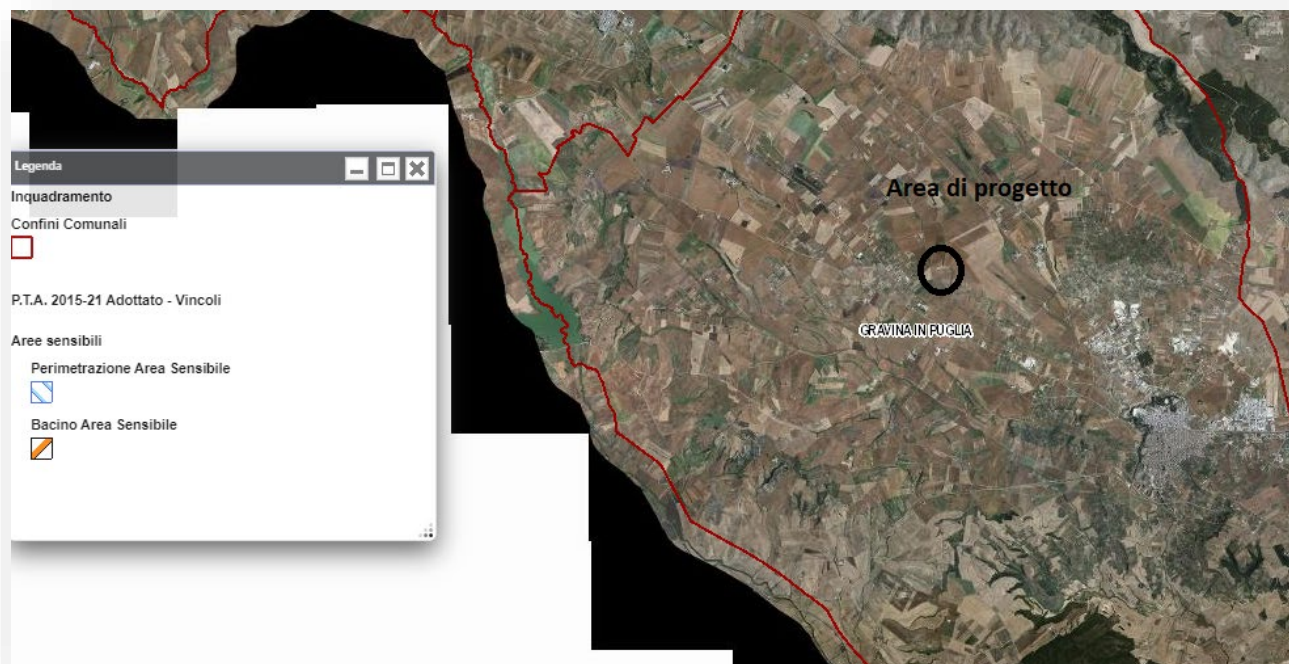 Legenda
Inquadramento
Confini Comunali
P.T.A. 2015-21 Adottato - Vincoli
Aree sensibili
Perimetrazione Area Sensibile
Bacino Area Sensibile
Area di progetto
GRAVINA IN PUGLIA